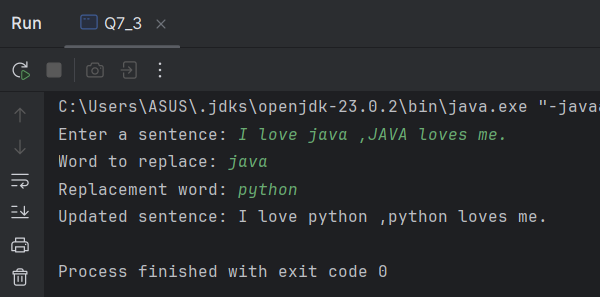 Run Q7_3
C:\Users\ASUS\.jdks\openjdk-23.0.2\bin\java.exe "-java
Enter a sentence: I love java ,JAVA loves me.
Word to replace: java
Replacement word: python
Updated sentence: I love python ,python loves me.
Process finished with exit code 0